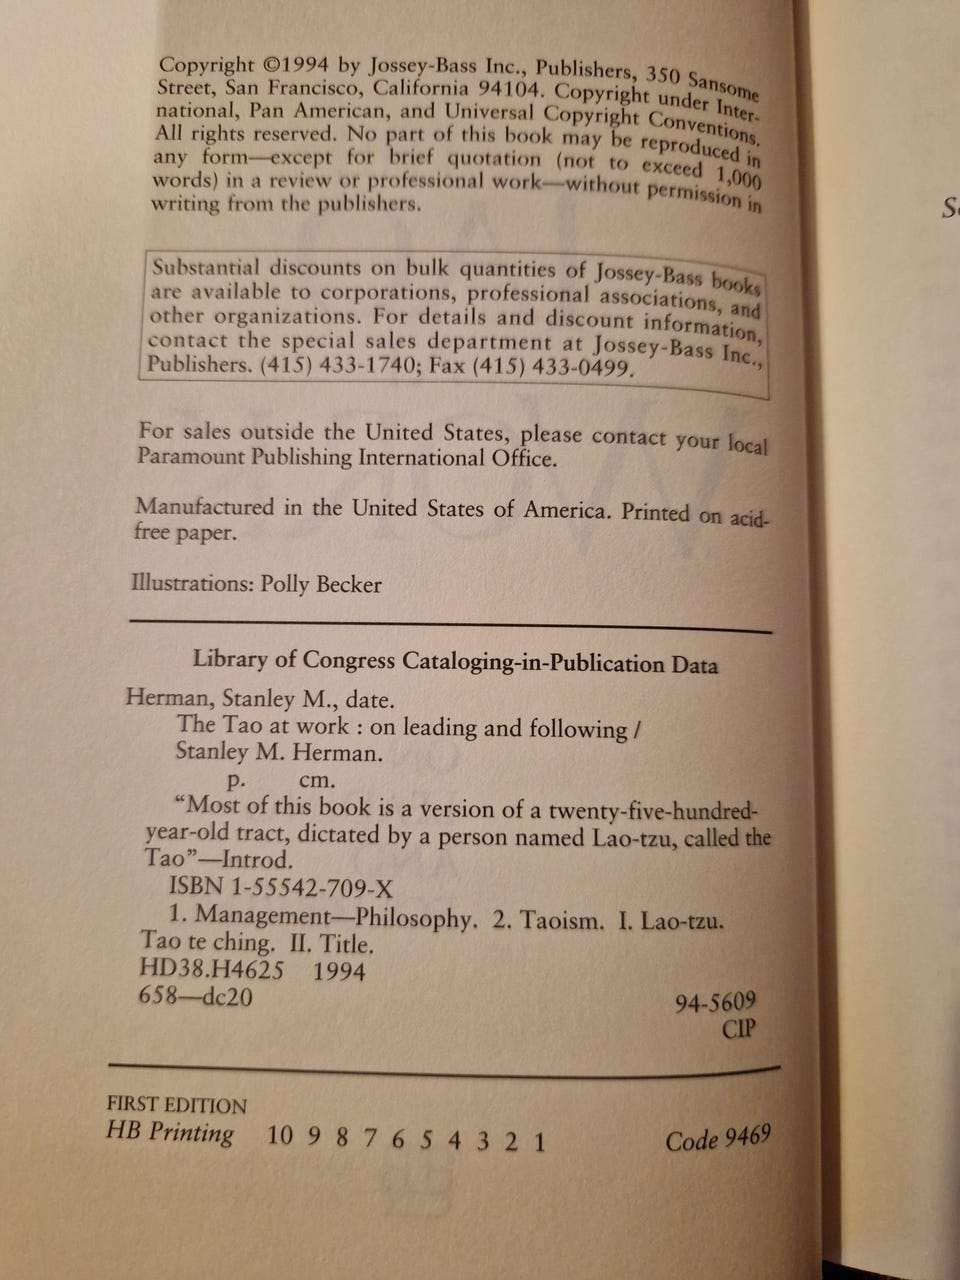 Copyright ©1994 by Jossey-Bass Inc., Publishers, 350 Sansome
Street, San Francisco, California 94104. Copyright under Inter-
national, Pan American, and Universal Copyright Conventions.
All rights reserved. No part of this book may be reproduced in
any form—except for brief quotation (not to exceed 1,000
words) in a review or professional work—without permission in
writing from the publishers.
Substantial discounts on bulk quantities of Jossey-Bass books
are available to corporations, professional associations, and
other organizations. For details and discount information,
contact the special sales department at Jossey-Bass Inc.,
Publishers. (415) 433-1740; Fax (415) 433-0499.
For sales outside the United States, please contact your local
Paramount Publishing International Office.
Manufactured in the United States of America. Printed on acid-
free paper.
Illustrations: Polly Becker
Library of Congress Cataloging-in-Publication Data
Herman, Stanley M., date.
The Tao at work : on leading and following /
Stanley M. Herman.
p. cm.
“Most of this book is a version of a twenty-five-hundred-
year-old tract, dictated by a person named Lao-tzu, called the
Tao”—Introd.
ISBN 1-55542-709-X
1. Management—Philosophy. 2. Taoism. I. Lao-tzu.
Tao te ching. II. Title.
HD38.H4625 1994
658—dc20
94-5609
CIP
FIRST EDITION
HB Printing 10 9 8 7 6 5 4 3 2 1 Code 9469